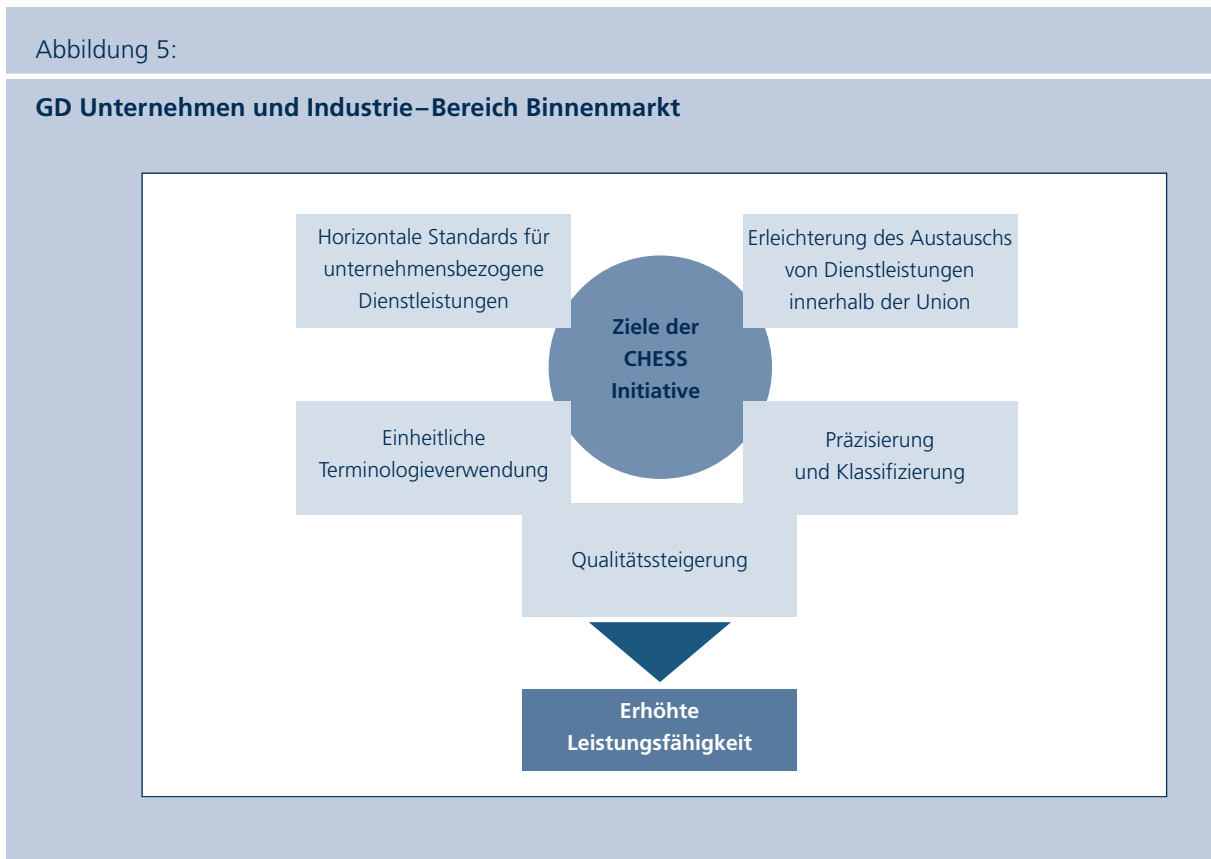 Abbildung 5:
GD Unternehmen und Industrie–Bereich Binnenmarkt
Horizontale Standards für
unternehmensbezogene
Dienstleistungen
Erleichterung des Austauschs
von Dienstleistungen
innerhalb der Union
Ziele der
CHESS
Initiative
Einheitliche
Terminologieverwendung
Präzisierung
und Klassifizierung
Qualitätssteigerung
Erhöhte
Leistungsfähigkeit